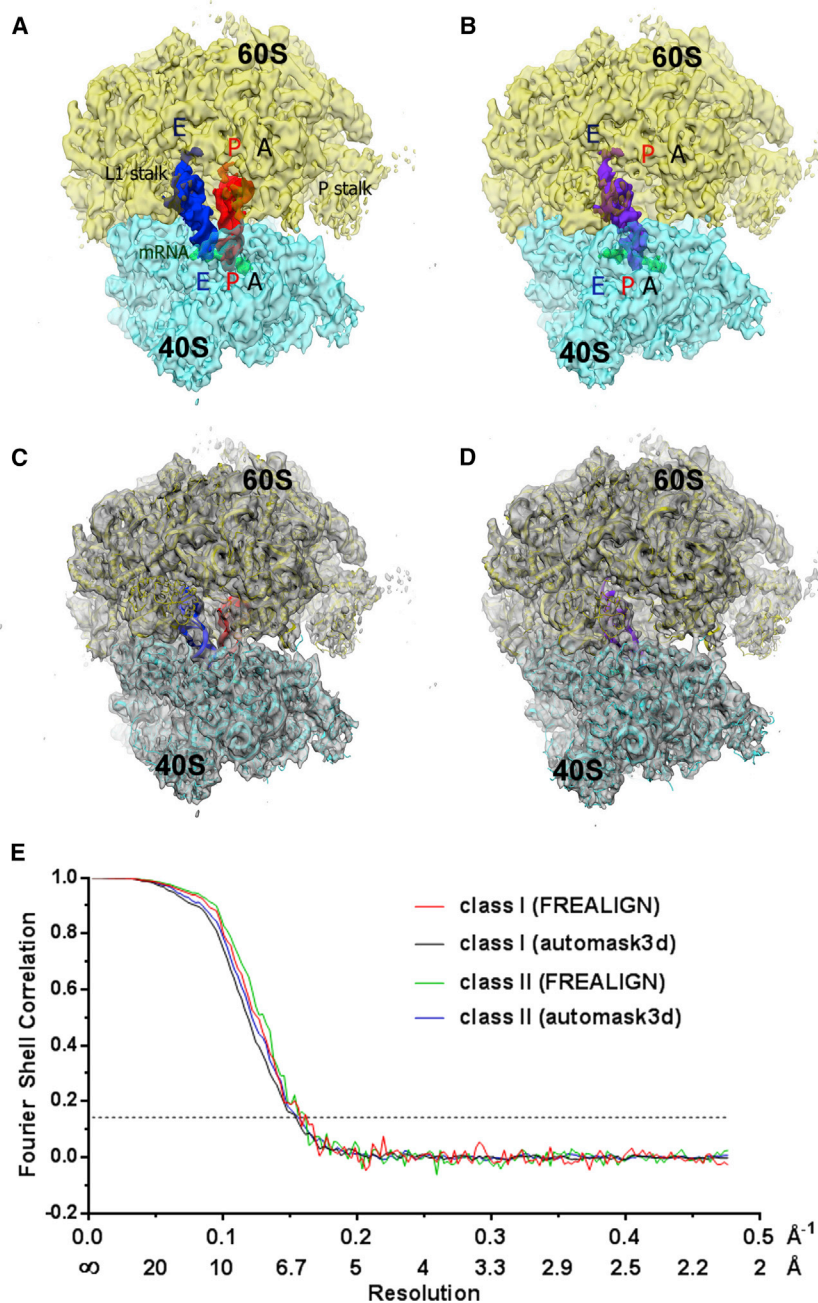 A
60S
E P A
L1 stalk
P stalk
mRNA
E P A
40S
B
60S
E P A
E P A
40S
C
60S
40S
D
60S
40S
E
1.0
0.8
0.6
0.4
0.2
0.0
-0.2
Fourier Shell Correlation
class I (FREALIGN)
class I (automask3d)
class II (FREALIGN)
class II (automask3d)
0.0 0.1 0.2 0.3 0.4 0.5 Å-1
∞ 20 10 6.7 5 4 3.3 2.9 2.5 2.2 2 Å
Resolution